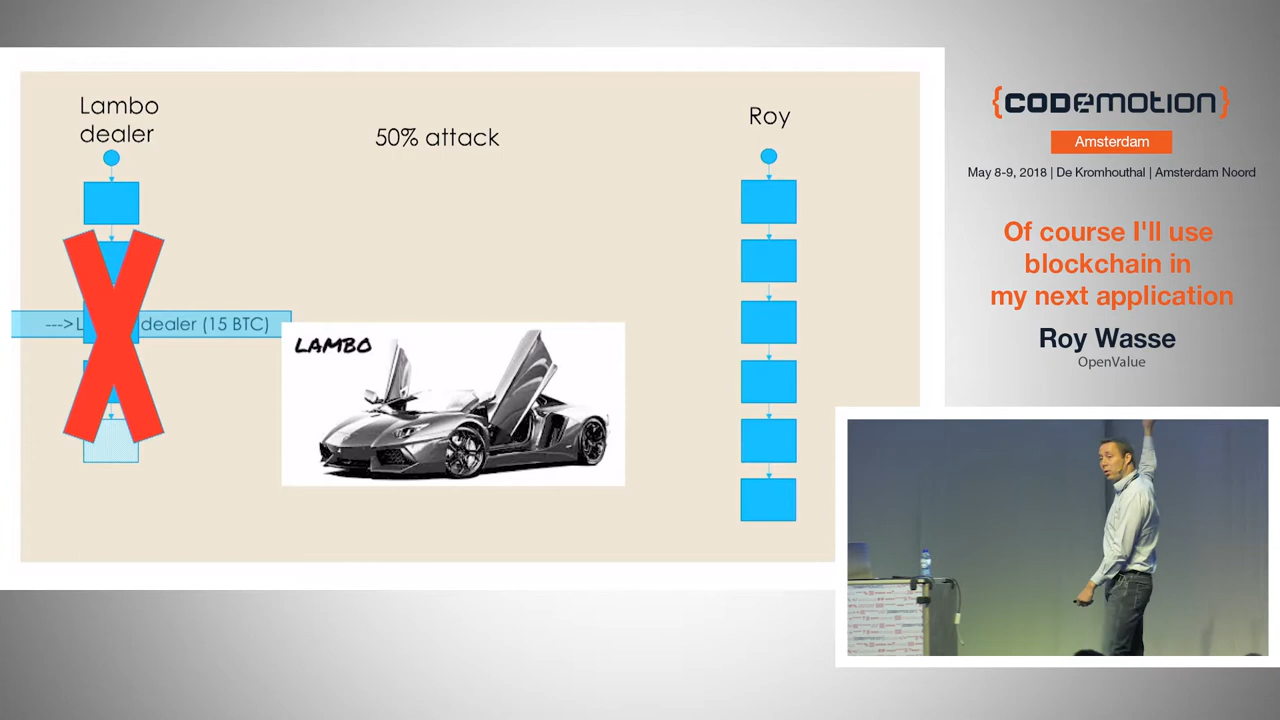 Lambo
dealer
50% attack
Roy
--->L dealer (15 BTC)
LAMBO
{CODEMOTION}
Amsterdam
May 8-9, 2018 | De Kromhouthal | Amsterdam Noord
Of course I'll use
blockchain in
my next application
Roy Wasse
OpenValue